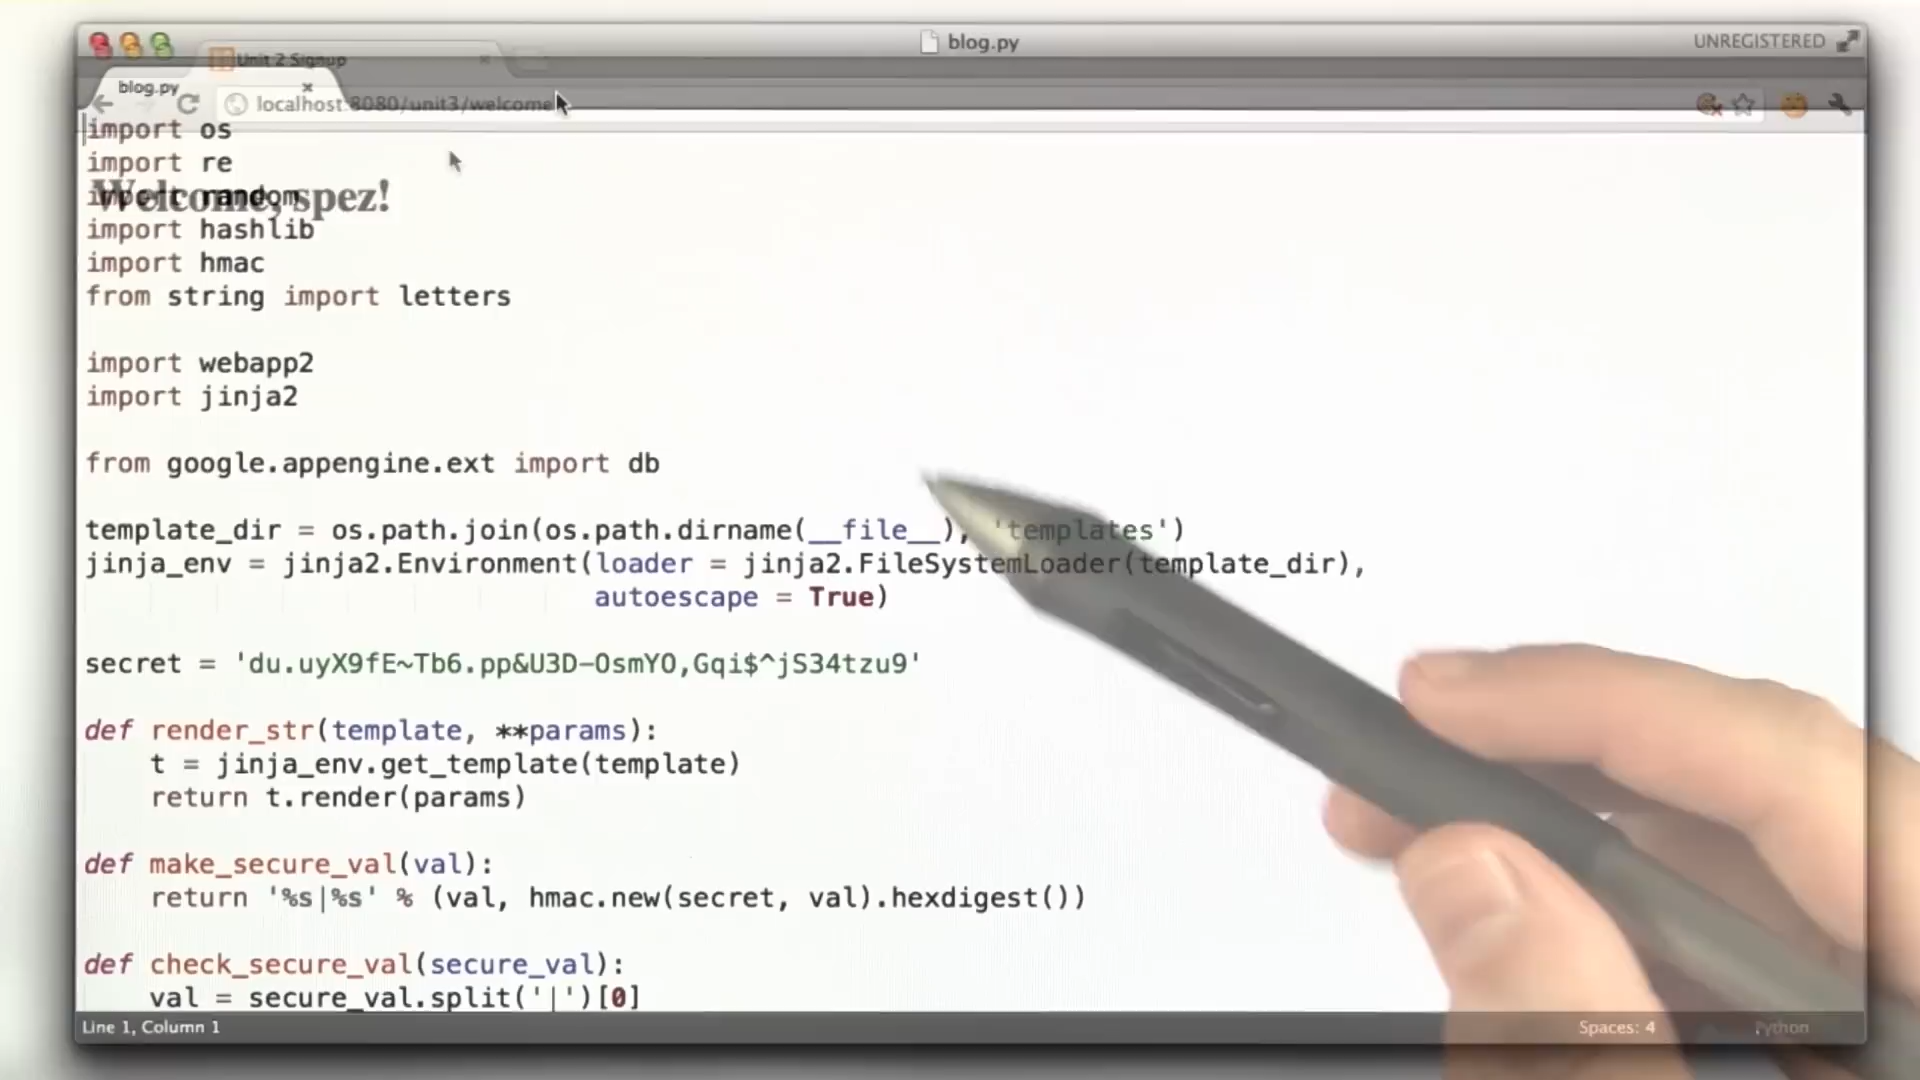 blog.py
UNREGISTERED
Unit 2 Signup
blog.py
localhost:8080/unit3/welcome
import os
import re
Welcome, spez!
import random
import hashlib
import hmac
from string import letters
import webapp2
import jinja2
from google.appengine.ext import db
template_dir = os.path.join(os.path.dirname(__file__), 'templates')
jinja_env = jinja2.Environment(loader = jinja2.FileSystemLoader(template_dir),
autoescape = True)
secret = 'du.uyX9fE~Tb6.pp&U3D-OsmYO,Gqi$^jS34tzu9'
def render_str(template, **params):
t = jinja_env.get_template(template)
return t.render(params)
def make_secure_val(val):
return '%s|%s' % (val, hmac.new(secret, val).hexdigest())
def check_secure_val(secure_val):
val = secure_val.split('|')[0]
Line 1, Column 1
Spaces: 4
Python